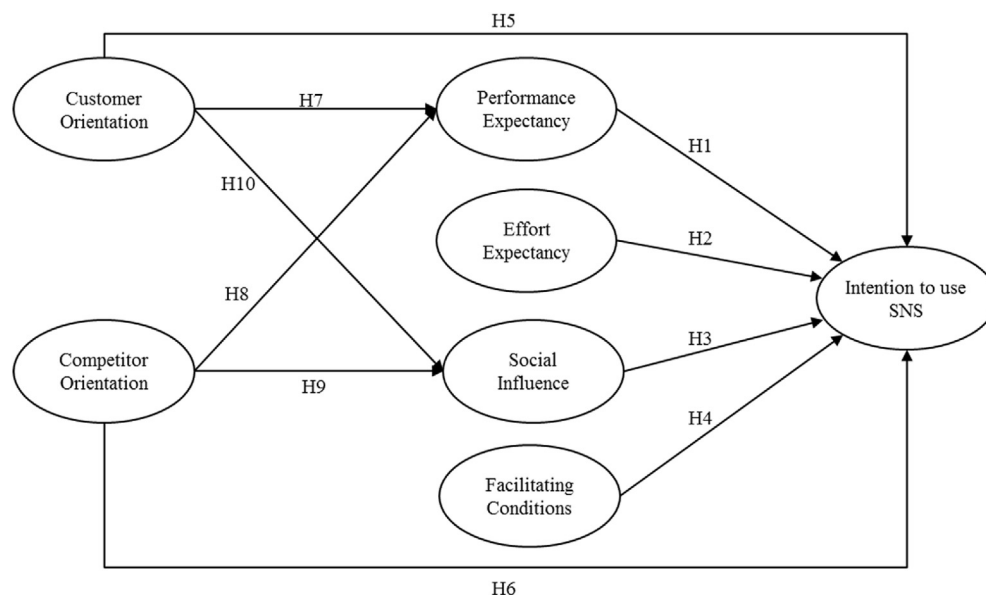 H5
Customer
Orientation
H7
Performance
Expectancy
H1
H10
Effort
Expectancy
H2
Intention to use
SNS
H8
Competitor
Orientation
H9
Social
Influence
H3
H4
Facilitating
Conditions
H6